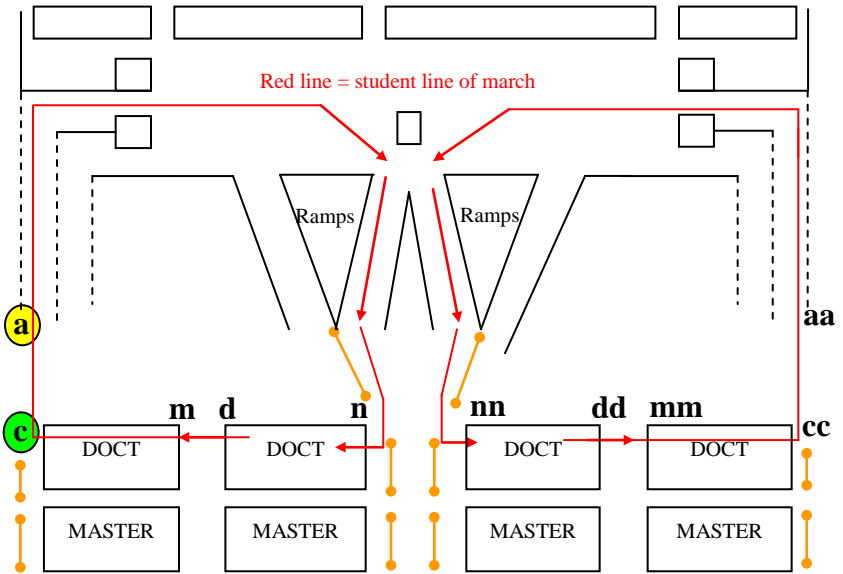 Red line = student line of march
Ramps Ramps
a aa
m d n nn dd mm
c cc
DOCT DOCT DOCT DOCT
MASTER MASTER MASTER MASTER